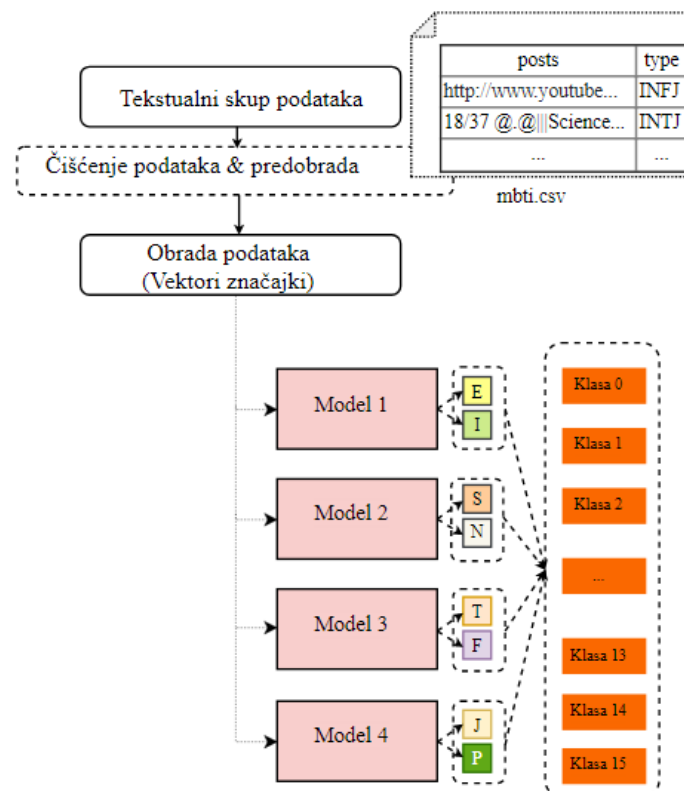 posts type
http://www.youtube... INFJ
18/37 @.@|||Science... INTJ
... ...
mbti.csv
Tekstualni skup podataka
Čišćenje podataka & predobrada
Obrada podataka
(Vektori značajki)
Model 1
E
I
Model 2
S
N
Model 3
T
F
Model 4
J
P
Klasa 0
Klasa 1
Klasa 2
...
Klasa 13
Klasa 14
Klasa 15